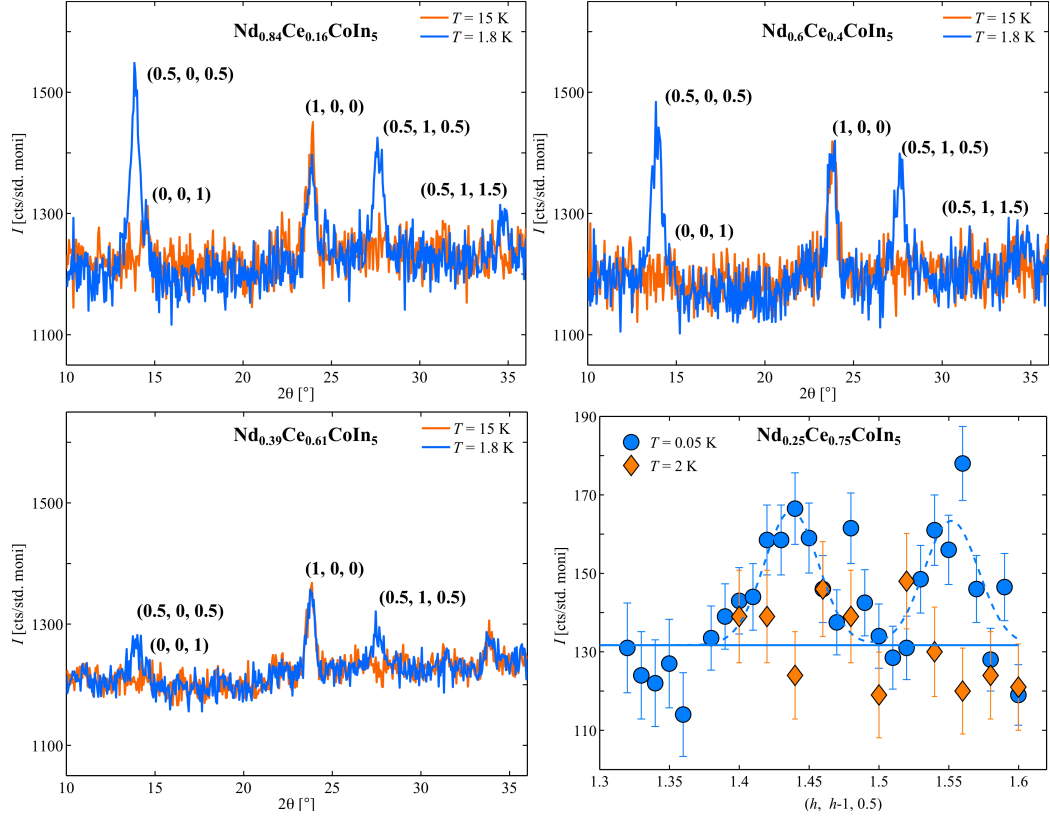 Nd0.84Ce0.16CoIn5
T = 15 K
T = 1.8 K
(0.5, 0, 0.5)
(0, 0, 1)
(1, 0, 0)
(0.5, 1, 0.5)
(0.5, 1, 1.5)
I [cts/std. moni]
1500
1300
1100
10 15 20 25 30 35
2θ [°]
Nd0.6Ce0.4CoIn5
T = 15 K
T = 1.8 K
(0.5, 0, 0.5)
(0, 0, 1)
(1, 0, 0)
(0.5, 1, 0.5)
(0.5, 1, 1.5)
I [cts/std. moni]
1500
1300
1100
10 15 20 25 30 35
2θ [°]
Nd0.39Ce0.61CoIn5
T = 15 K
T = 1.8 K
(1, 0, 0)
(0.5, 0, 0.5)
(0, 0, 1)
(0.5, 1, 0.5)
I [cts/std. moni]
1500
1300
1100
10 15 20 25 30 35
2θ [°]
Nd0.25Ce0.75CoIn5
T = 0.05 K
T = 2 K
I [cts/std. moni]
190
170
150
130
110
1.3 1.35 1.4 1.45 1.5 1.55 1.6
(h, h-1, 0.5)